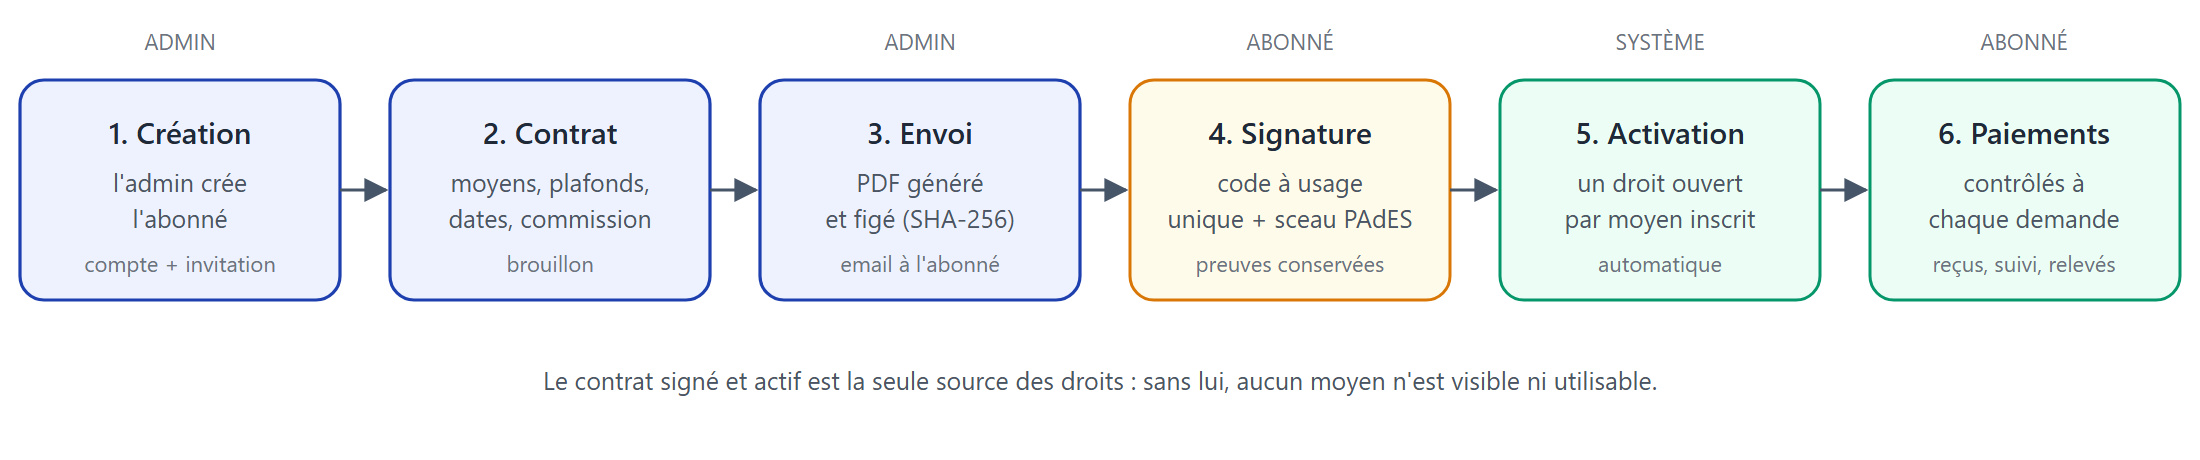 ADMIN
1. Création
l'admin crée
l'abonné
compte + invitation
2. Contrat
moyens, plafonds,
dates, commission
brouillon
ADMIN
3. Envoi
PDF généré
et figé (SHA-256)
email à l'abonné
ABONNÉ
4. Signature
code à usage
unique + sceau PAdES
preuves conservées
SYSTÈME
5. Activation
un droit ouvert
par moyen inscrit
automatique
ABONNÉ
6. Paiements
contrôlés à
chaque demande
reçus, suivi, relevés
Le contrat signé et actif est la seule source des droits : sans lui, aucun moyen n'est visible ni utilisable.